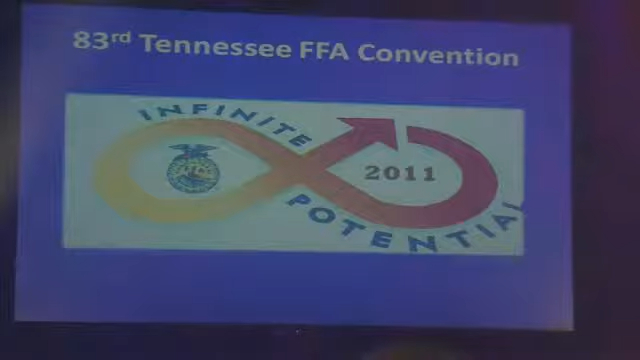 83rd Tennessee FFA Convention
INFINITE
2011
POTENTIAL